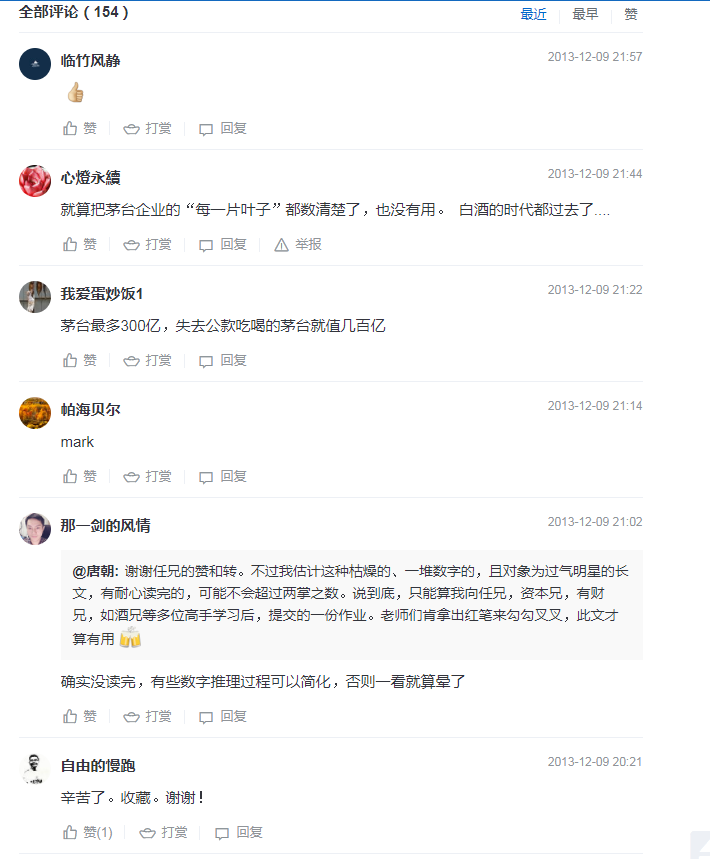 全部评论（154） 最近 最早 赞
临竹风静 2013-12-09 21:57
赞 打赏 回复
心燈永續 2013-12-09 21:44
就算把茅台企业的“每一片叶子”都数清楚了，也没有用。 白酒的时代都过去了....
赞 打赏 回复 举报
我爱蛋炒饭1 2013-12-09 21:22
茅台最多300亿，失去公款吃喝的茅台就值几百亿
赞 打赏 回复
帕海贝尔 2013-12-09 21:14
mark
赞 打赏 回复
那一剑的风情 2013-12-09 21:02
@唐朝: 谢谢任兄的赞和转。不过我估计这种枯燥的、一堆数字的，且对象为过气明星的长
文，有耐心读完的，可能不会超过两掌之数。说到底，只能算我向任兄，资本兄，有财
兄，如酒兄等多位高手学习后，提交的一份作业。老师们肯拿出红笔来勾勾叉叉，此文才
算有用
确实没读完，有些数字推理过程可以简化，否则一看就算晕了
赞 打赏 回复
自由的慢跑 2013-12-09 20:21
辛苦了。收藏。谢谢！
赞(1) 打赏 回复